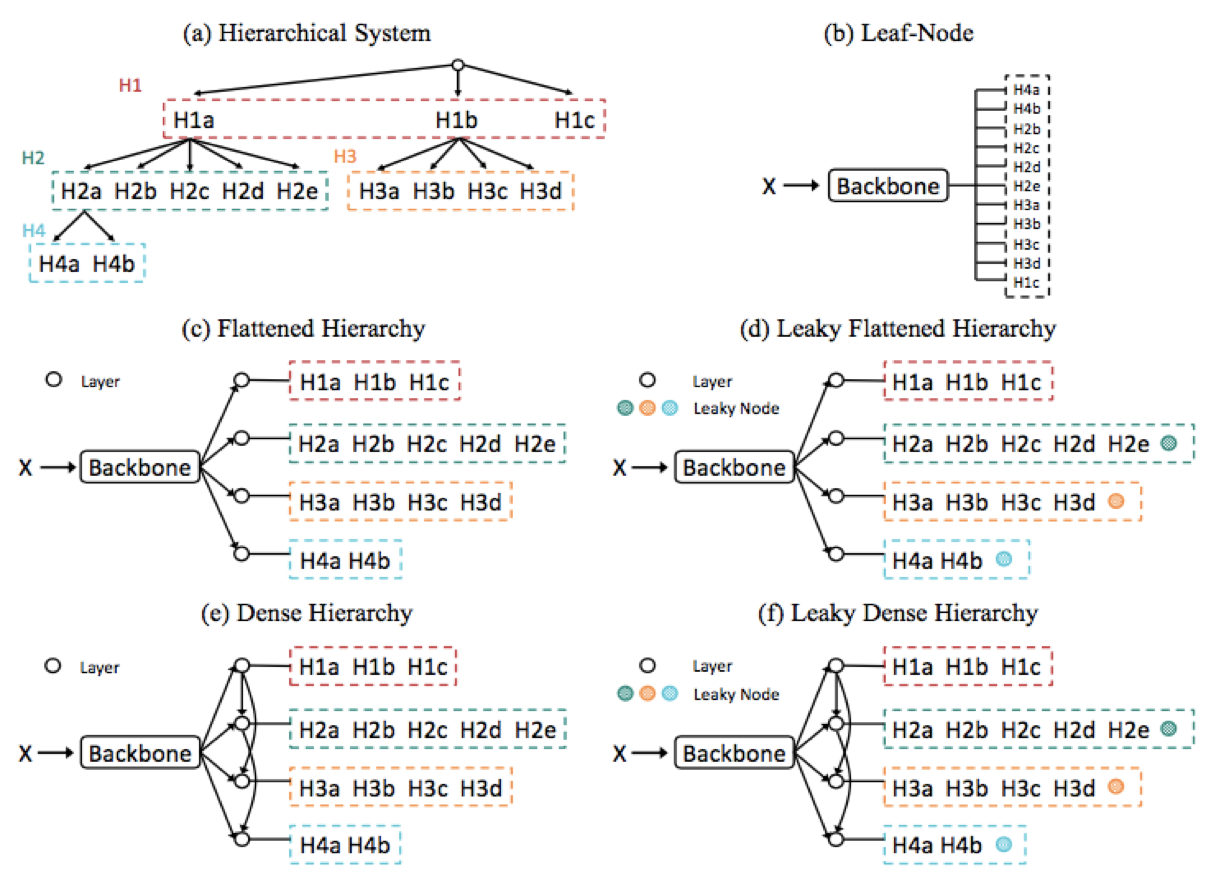 (a) Hierarchical System
H1
H1a H1b H1c
H2
H3
H2a H2b H2c H2d H2e
H3a H3b H3c H3d
H4
H4a H4b
(b) Leaf-Node
X
Backbone
H4a
H4b
H2b
H2c
H2d
H2e
H3a
H3b
H3c
H3d
H1c
(c) Flattened Hierarchy
Layer
X
Backbone
H1a H1b H1c
H2a H2b H2c H2d H2e
H3a H3b H3c H3d
H4a H4b
(d) Leaky Flattened Hierarchy
Layer
Leaky Node
X
Backbone
H1a H1b H1c
H2a H2b H2c H2d H2e
H3a H3b H3c H3d
H4a H4b
(e) Dense Hierarchy
Layer
X
Backbone
H1a H1b H1c
H2a H2b H2c H2d H2e
H3a H3b H3c H3d
H4a H4b
(f) Leaky Dense Hierarchy
Layer
Leaky Node
X
Backbone
H1a H1b H1c
H2a H2b H2c H2d H2e
H3a H3b H3c H3d
H4a H4b